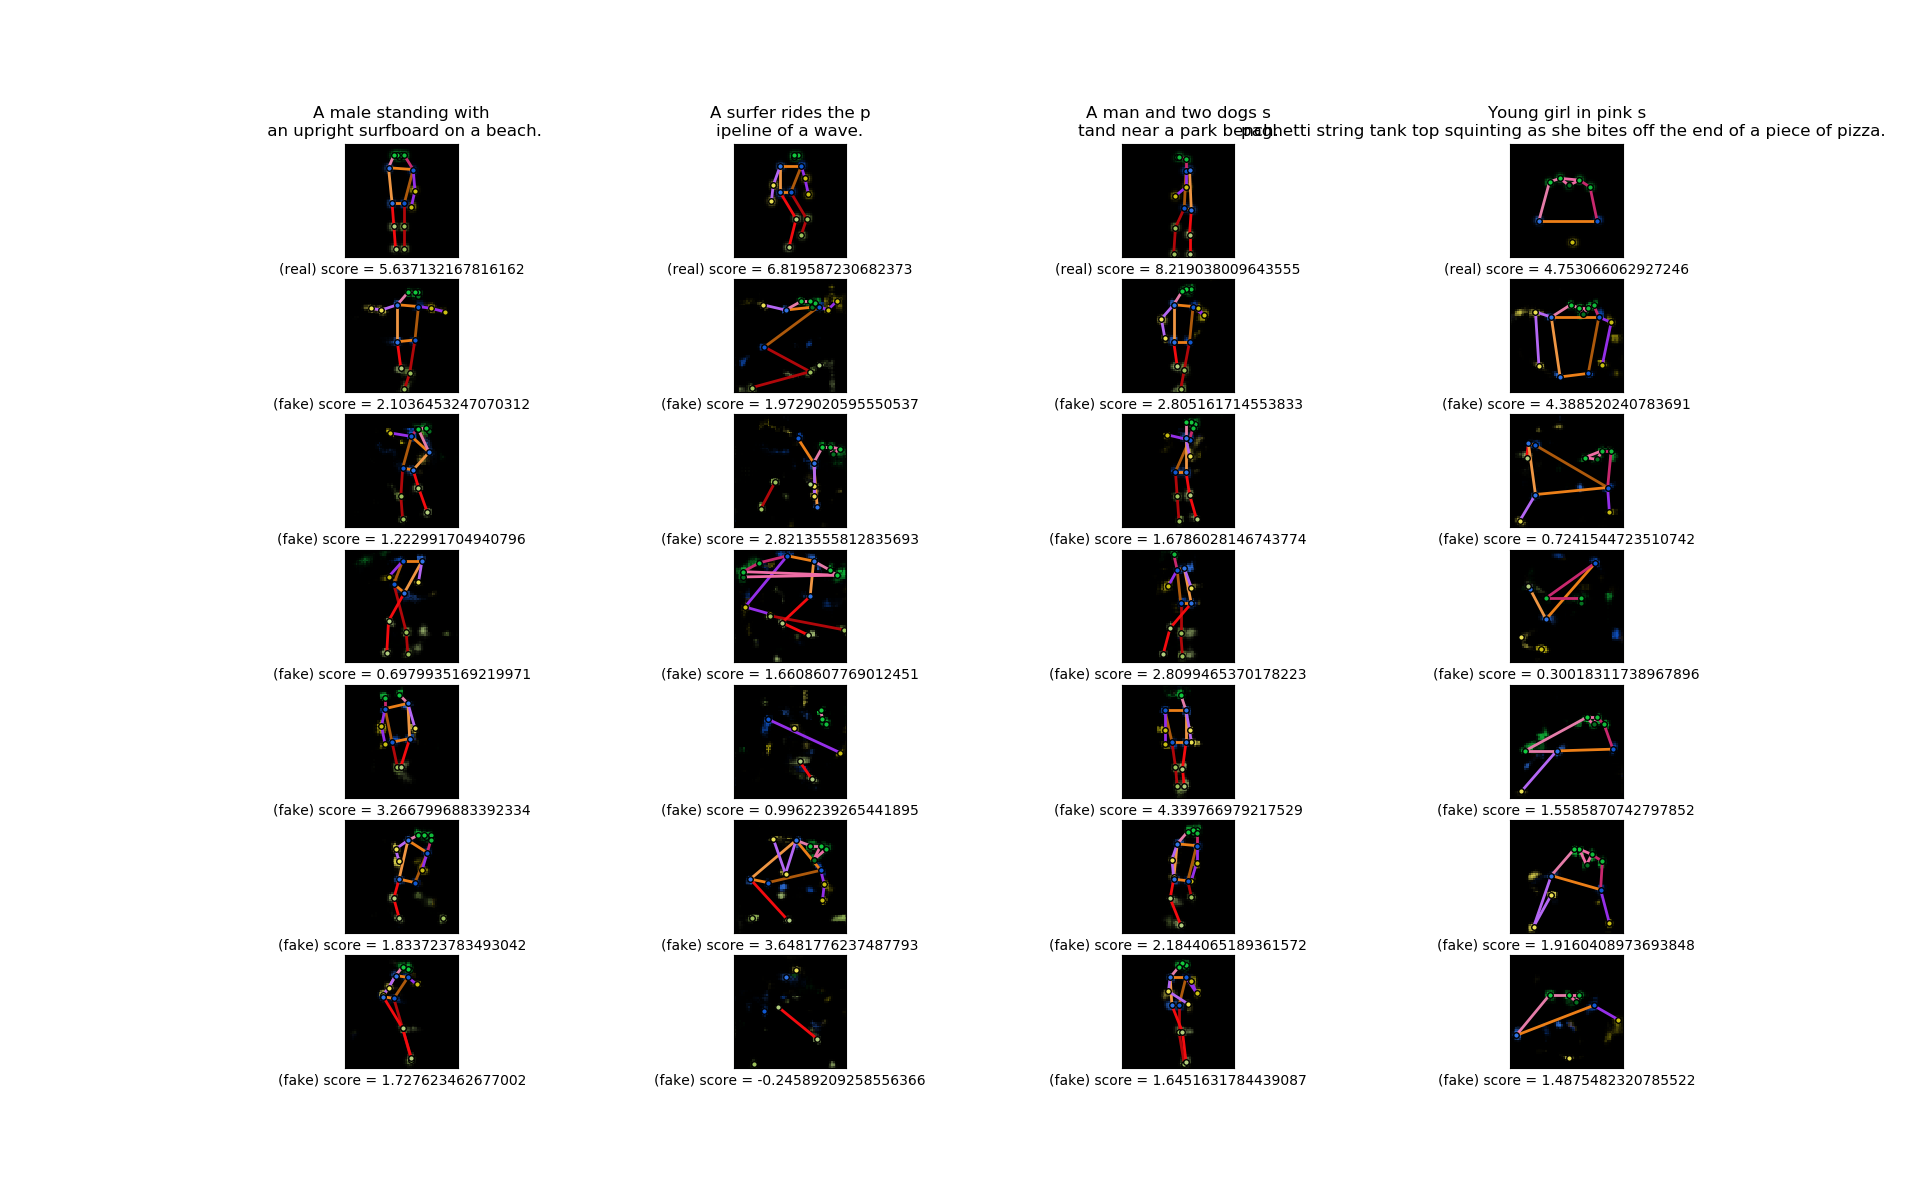 A male standing with
an upright surfboard on a beach.
A surfer rides the p
ipeline of a wave.
A man and two dogs s
tand near a park bench.
Young girl in pink s
paghetti string tank top squinting as she bites off the end of a piece of pizza.
(real) score = 5.637132167816162
(real) score = 6.819587230682373
(real) score = 8.219038009643555
(real) score = 4.753066062927246
(fake) score = 2.1036453247070312
(fake) score = 1.9729020595550537
(fake) score = 2.805161714553833
(fake) score = 4.388520240783691
(fake) score = 1.222991704940796
(fake) score = 2.8213555812835693
(fake) score = 1.6786028146743774
(fake) score = 0.7241544723510742
(fake) score = 0.6979935169219971
(fake) score = 1.6608607769012451
(fake) score = 2.8099465370178223
(fake) score = 0.30018311738967896
(fake) score = 3.2667996883392334
(fake) score = 0.9962239265441895
(fake) score = 4.339766979217529
(fake) score = 1.5585870742797852
(fake) score = 1.833723783493042
(fake) score = 3.6481776237487793
(fake) score = 2.1844065189361572
(fake) score = 1.9160408973693848
(fake) score = 1.727623462677002
(fake) score = -0.24589209258556366
(fake) score = 1.6451631784439087
(fake) score = 1.4875482320785522